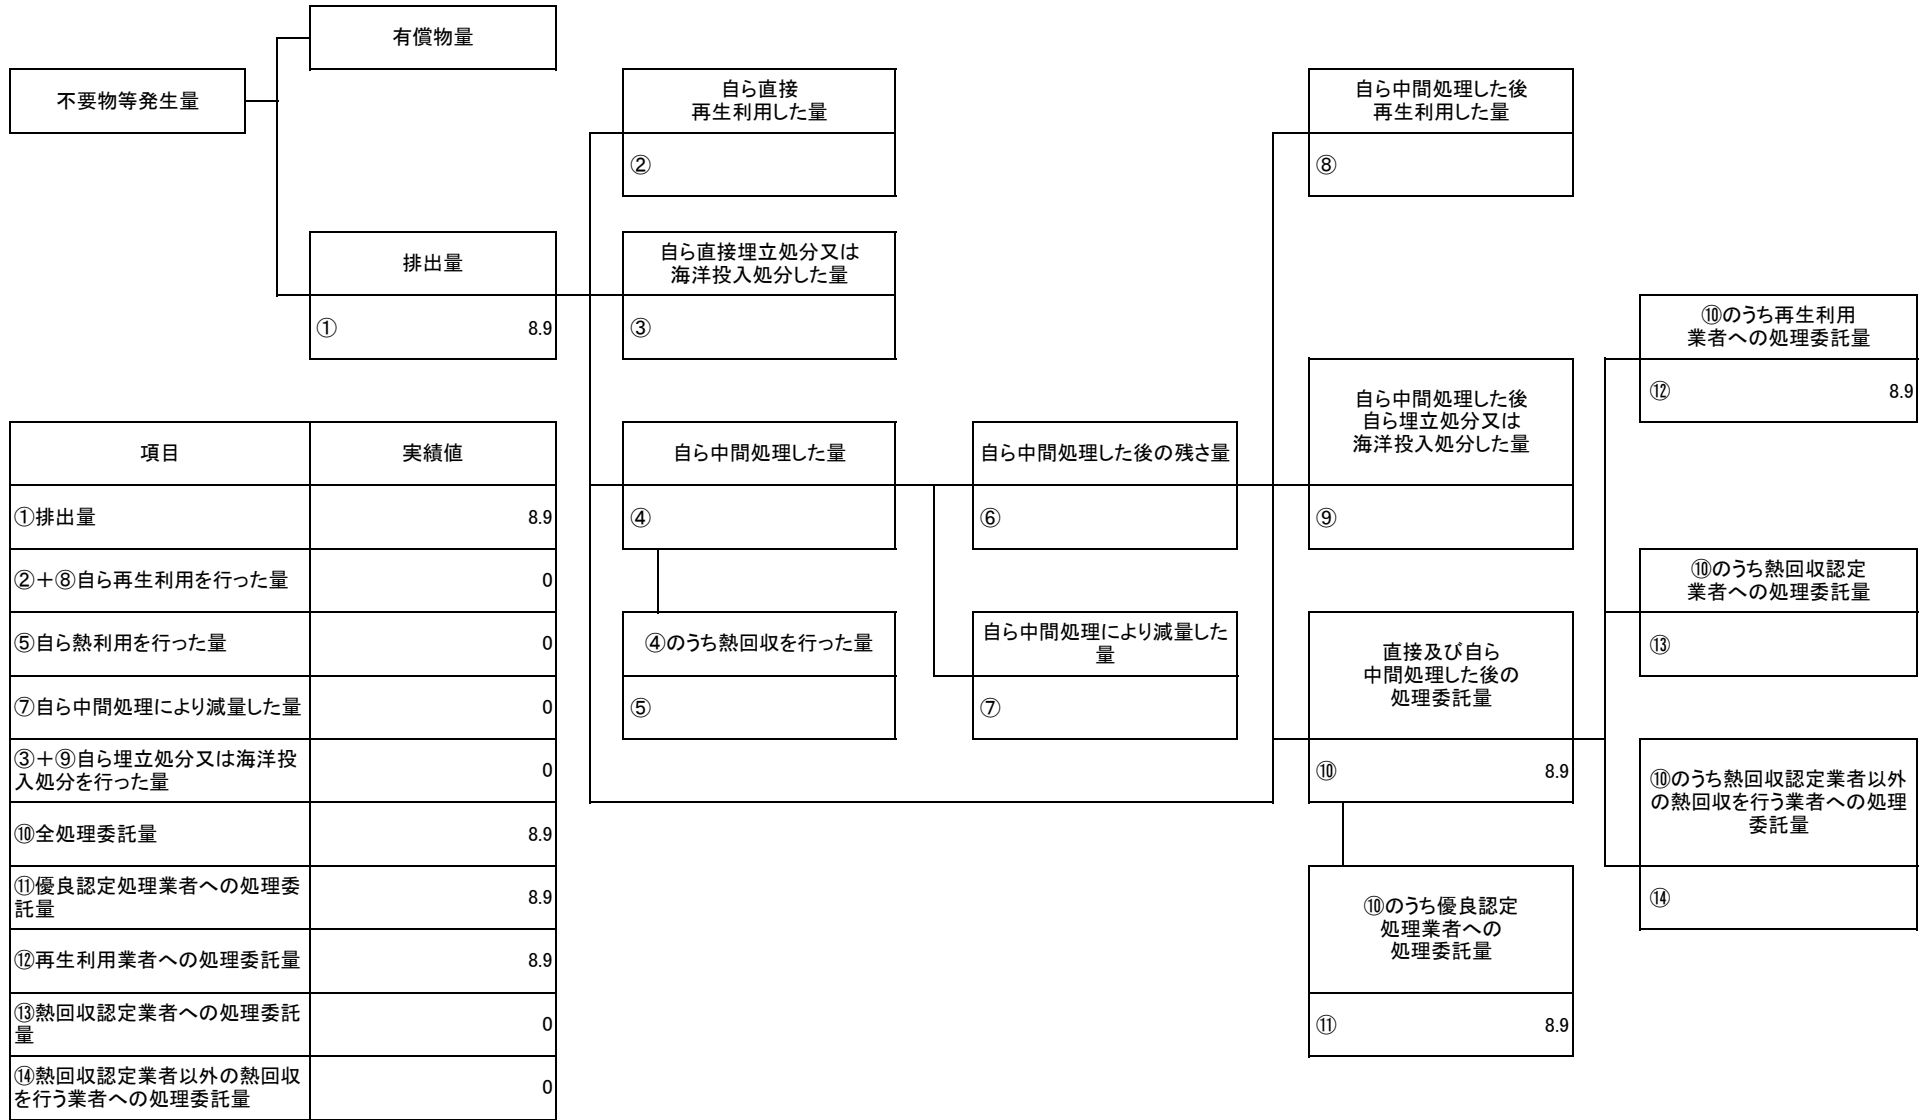 有償物量
不要物等発生量
自ら直接
再生利用した量
②
自ら中間処理した後
再生利用した量
⑧
排出量
① 8.9
自ら直接埋立処分又は
海洋投入処分した量
③
⑩のうち再生利用
業者への処理委託量
⑫ 8.9
自ら中間処理した量
④
自ら中間処理した後の残さ量
⑥
自ら中間処理した後
自ら埋立処分又は
海洋投入処分した量
⑨
④のうち熱回収を行った量
⑤
自ら中間処理により減量した
量
⑦
直接及び自ら
中間処理した後の
処理委託量
⑩ 8.9
⑩のうち熱回収認定
業者への処理委託量
⑬
⑩のうち熱回収認定業者以外
の熱回収を行う業者への処理
委託量
⑭
⑩のうち優良認定
処理業者への
処理委託量
⑪ 8.9
項目 実績値
①排出量 8.9
②＋⑧自ら再生利用を行った量 0
⑤自ら熱利用を行った量 0
⑦自ら中間処理により減量した量 0
③＋⑨自ら埋立処分又は海洋投
入処分を行った量 0
⑩全処理委託量 8.9
⑪優良認定処理業者への処理委
託量 8.9
⑫再生利用業者への処理委託量 8.9
⑬熱回収認定業者への処理委託
量 0
⑭熱回収認定業者以外の熱回収
を行う業者への処理委託量 0